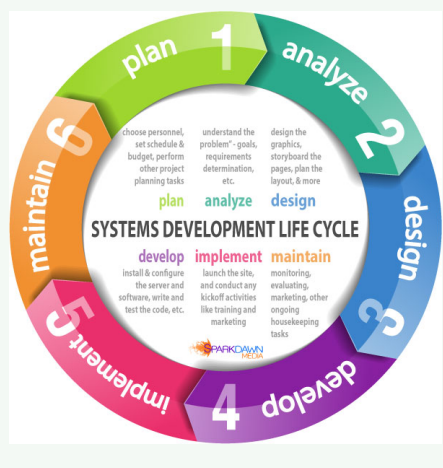 plan 1
analyze 2
design 3
develop 4
implement 5
maintain 6
choose personnel,
set schedule &
budget, perform
other project
planning tasks
plan
understand the
problem" - goals,
requirements
determination,
etc.
analyze
design the
graphics,
storyboard the
pages, plan the
layout, & more
design
SYSTEMS DEVELOPMENT LIFE CYCLE
develop
install & configure
the server and
software, write and
test the code, etc.
implement
launch the site,
and conduct any
kickoff activities
like training and
marketing
maintain
monitoring,
evaluating,
marketing, other
ongoing
housekeeping
tasks
SPARKDAWN
MEDIA